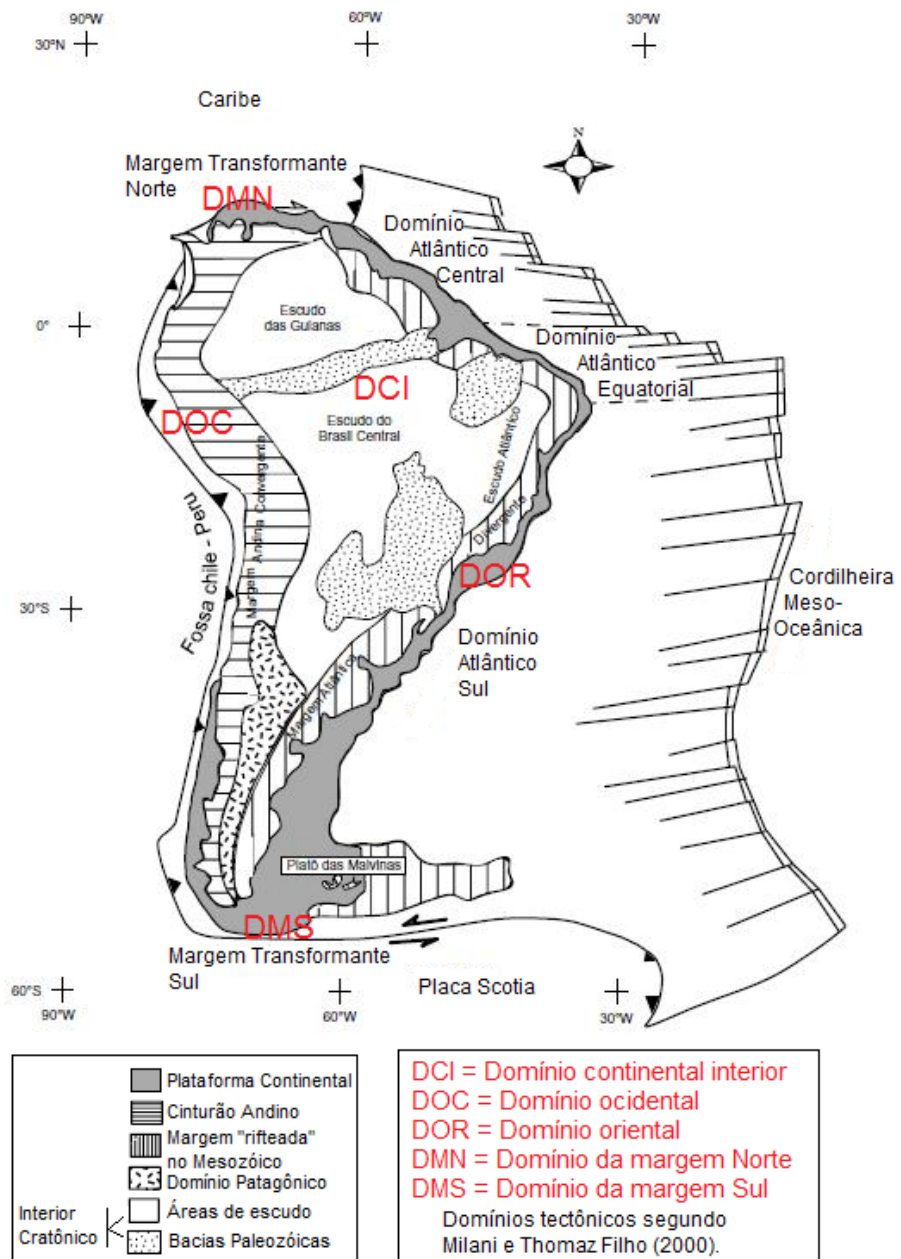 90ºW
60ºW
30ºW
30ºN
Caribe
N
Margem Transformante
Norte
DMN
Domínio
Atlântico
Central
Escudo
das Guianas
0º
Domínio
Atlântico
Equatorial
DCI
DOC
Escudo do
Brasil Central
Escudo Atlântico
Margem Andina Convergente
Divergente
Fossa chile - Peru
DOR
Cordilheira
Meso-
Oceânica
30ºS
Domínio
Atlântico
Sul
Margem Atlântica
Platô das Malvinas
DMS
Margem Transformante
Sul
Placa Scotia
60ºS
90ºW
60ºW
30ºW
Plataforma Continental
Cinturão Andino
Margem "rifteada"
no Mesozóico
Domínio Patagônico
Interior
Cratônico
Áreas de escudo
Bacias Paleozóicas
DCI = Domínio continental interior
DOC = Domínio ocidental
DOR = Domínio oriental
DMN = Domínio da margem Norte
DMS = Domínio da margem Sul
Domínios tectônicos segundo
Milani e Thomaz Filho (2000).